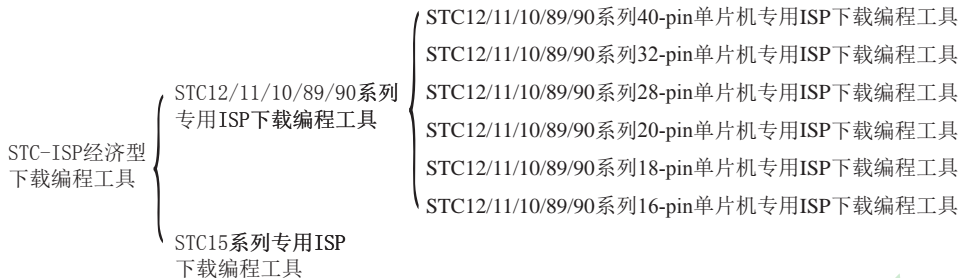 STC-ISP经济型
下载编程工具
STC12/11/10/89/90系列
专用ISP下载编程工具
STC12/11/10/89/90系列40-pin单片机专用ISP下载编程工具
STC12/11/10/89/90系列32-pin单片机专用ISP下载编程工具
STC12/11/10/89/90系列28-pin单片机专用ISP下载编程工具
STC12/11/10/89/90系列20-pin单片机专用ISP下载编程工具
STC12/11/10/89/90系列18-pin单片机专用ISP下载编程工具
STC12/11/10/89/90系列16-pin单片机专用ISP下载编程工具
STC15系列专用ISP
下载编程工具